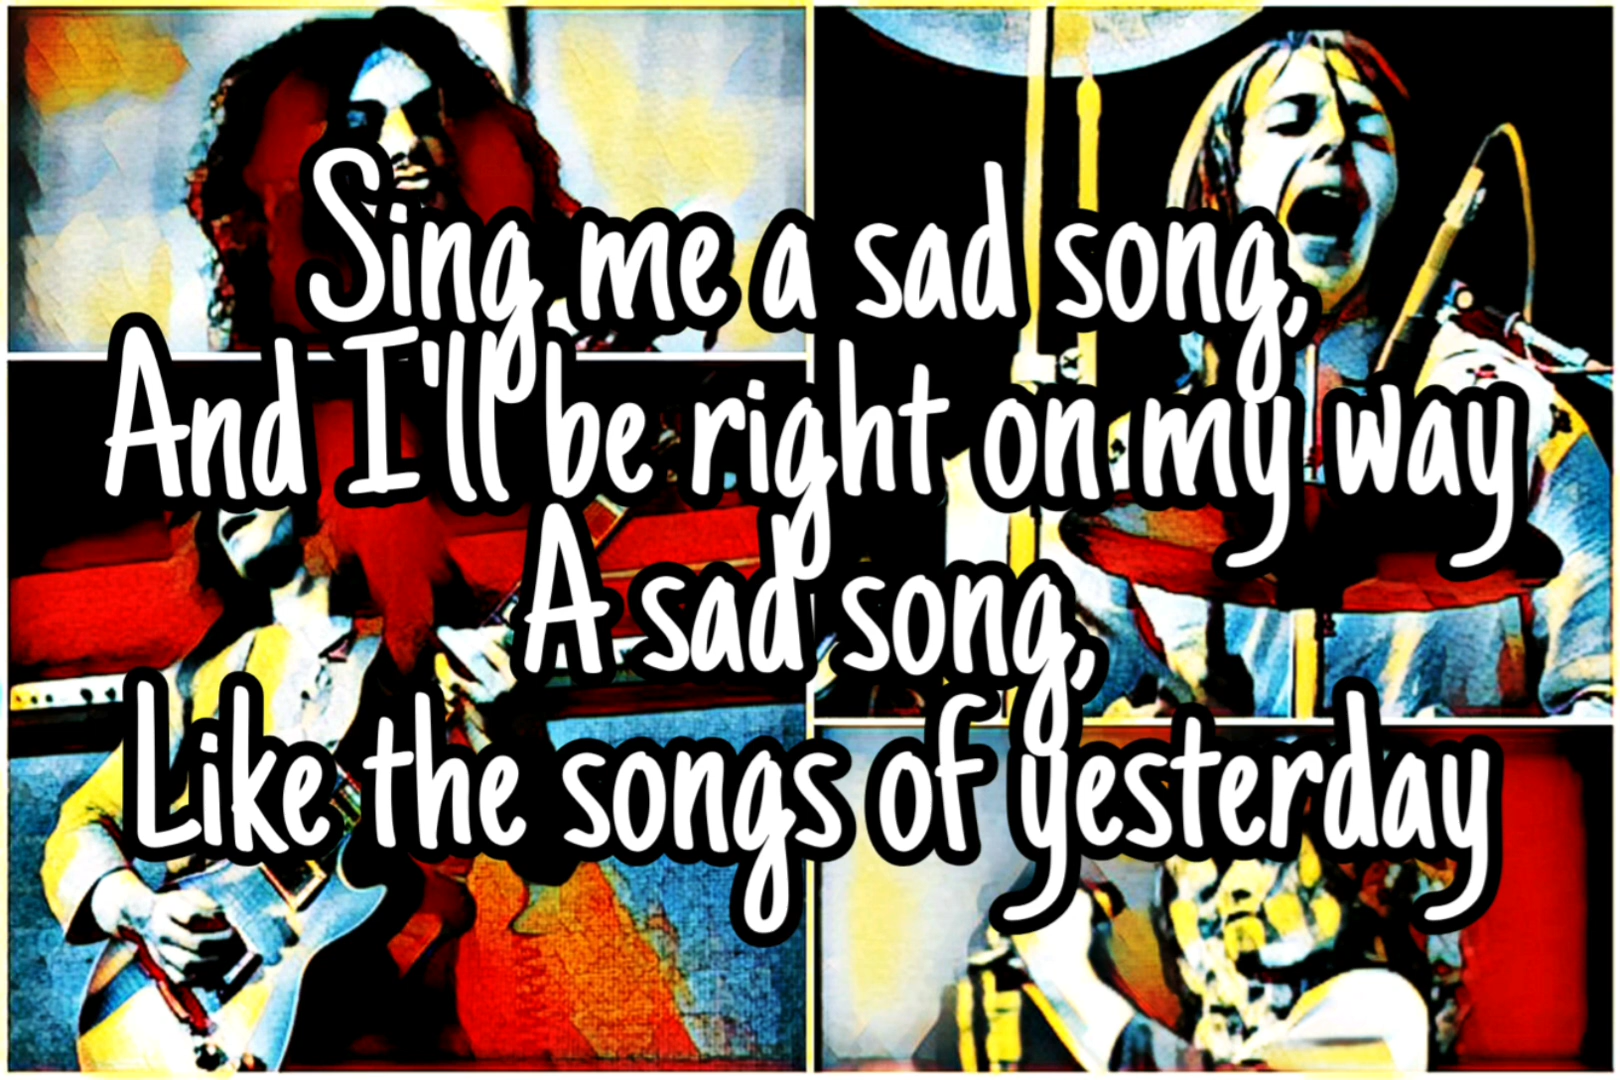 Sing me a sad song,
And I'll be right on my way
A sad song,
Like the songs of yesterday